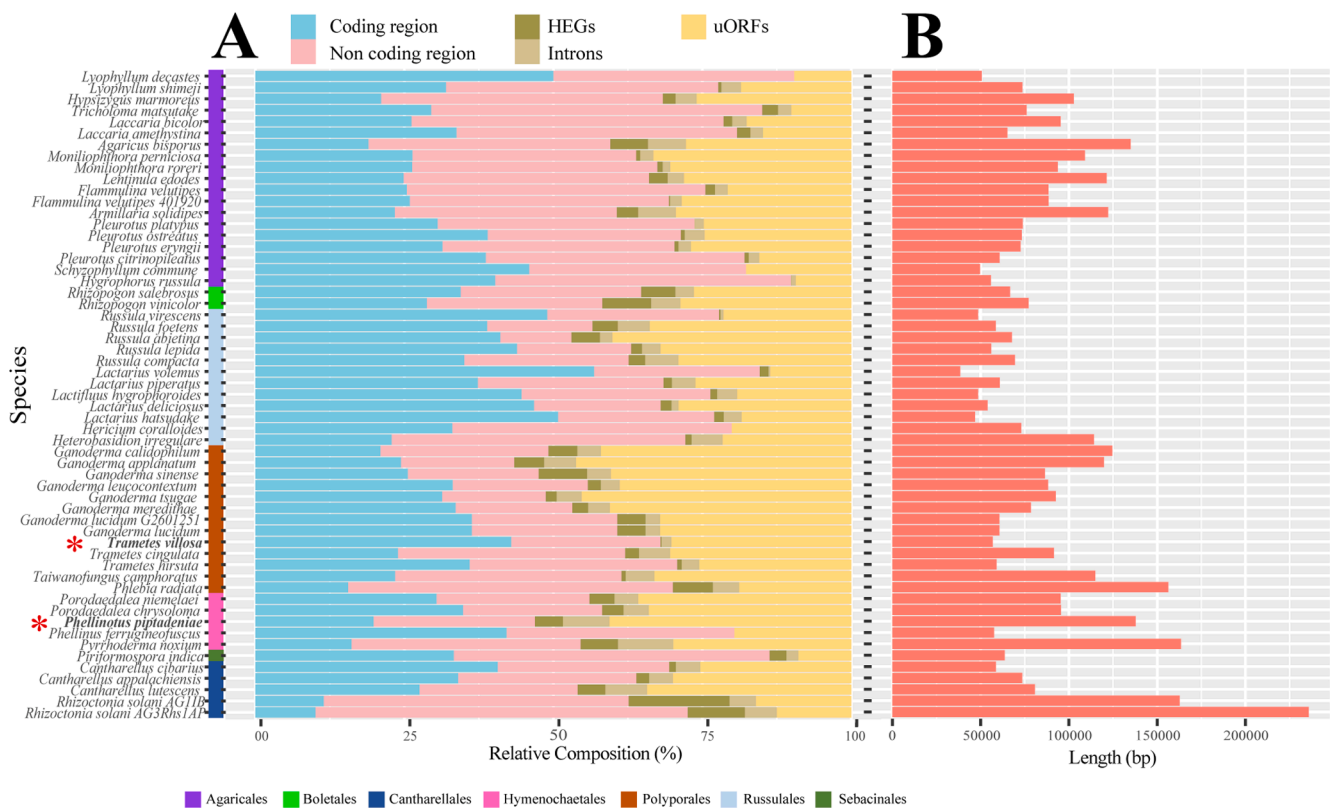 A
B
Coding region
HEGs
uORFs
Non coding region
Introns
Species
Lyophyllum decastes
Lyophyllum shimeji
Hypsizygus marmoreus
Tricholoma matsutake
Laccaria bicolor
Laccaria amethystina
Agaricus bisporus
Moniliophthora perniciosa
Moniliophthora roreri
Lentinula edodes
Flammulina velutipes
Flammulina velutipes 401920
Armillaria solidipes
Pleurotus platypus
Pleurotus ostreatus
Pleurotus eryngii
Pleurotus citrinopileatus
Schyzophyllum commune
Hygrophorus russula
Rhizopogon salebrosus
Rhizopogon vinicolor
Russula virescens
Russula foetens
Russula abietina
Russula lepida
Russula compacta
Lactarius volemus
Lactarius piperatus
Lactifluus hygrophoroides
Lactarius deliciosus
Lactarius hatsudake
Hericium coralloides
Heterobasidion irregulare
Ganoderma calidophilum
Ganoderma applanatum
Ganoderma sinense
Ganoderma leucocontextum
Ganoderma tsugae
Ganoderma meredithae
Ganoderma lucidum G2601251
Ganoderma lucidum
* Trametes villosa
Trametes cingulata
Trametes hirsuta
Taiwanofungus camphoratus
Phlebia radiata
Porodaedalea niemelaei
Porodaedalea chrysoloma
* Phellinotus piptadeniae
Phellinus ferrugineofuscus
Pyrrhoderma noxium
Piriformospora indica
Cantharellus cibarius
Cantharellus appalachiensis
Cantharellus lutescens
Rhizoctonia solani AG1IB
Rhizoctonia solani AG3Rhs1AP
00 25 50 75 100
Relative Composition (%)
0 50000 100000 150000 200000
Length (bp)
Agaricales Boletales Cantharellales Hymenochaetales Polyporales Russulales Sebacinales